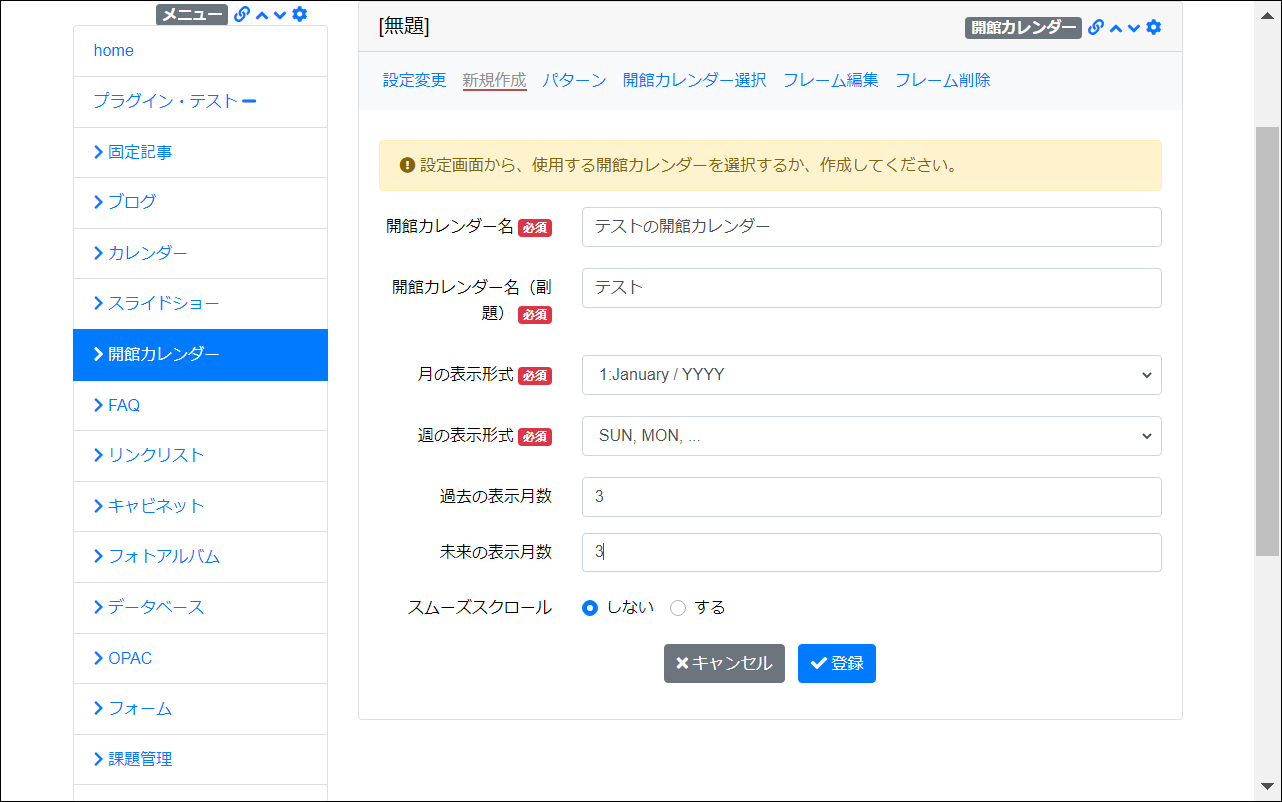 メニュー
home
プラグイン・テスト
固定記事
ブログ
カレンダー
スライドショー
開館カレンダー
FAQ
リンクリスト
キャビネット
フォトアルバム
データベース
OPAC
フォーム
課題管理
[無題]
開館カレンダー
設定変更 新規作成 パターン 開館カレンダー選択 フレーム編集 フレーム削除
設定画面から、使用する開館カレンダーを選択するか、作成してください。
開館カレンダー名 必須 テストの開館カレンダー
開館カレンダー名（副 テスト
題） 必須
月の表示形式 必須 1:January / YYYY
週の表示形式 必須 SUN, MON, ...
過去の表示月数 3
未来の表示月数 3
スムーズスクロール しない する
キャンセル 登録